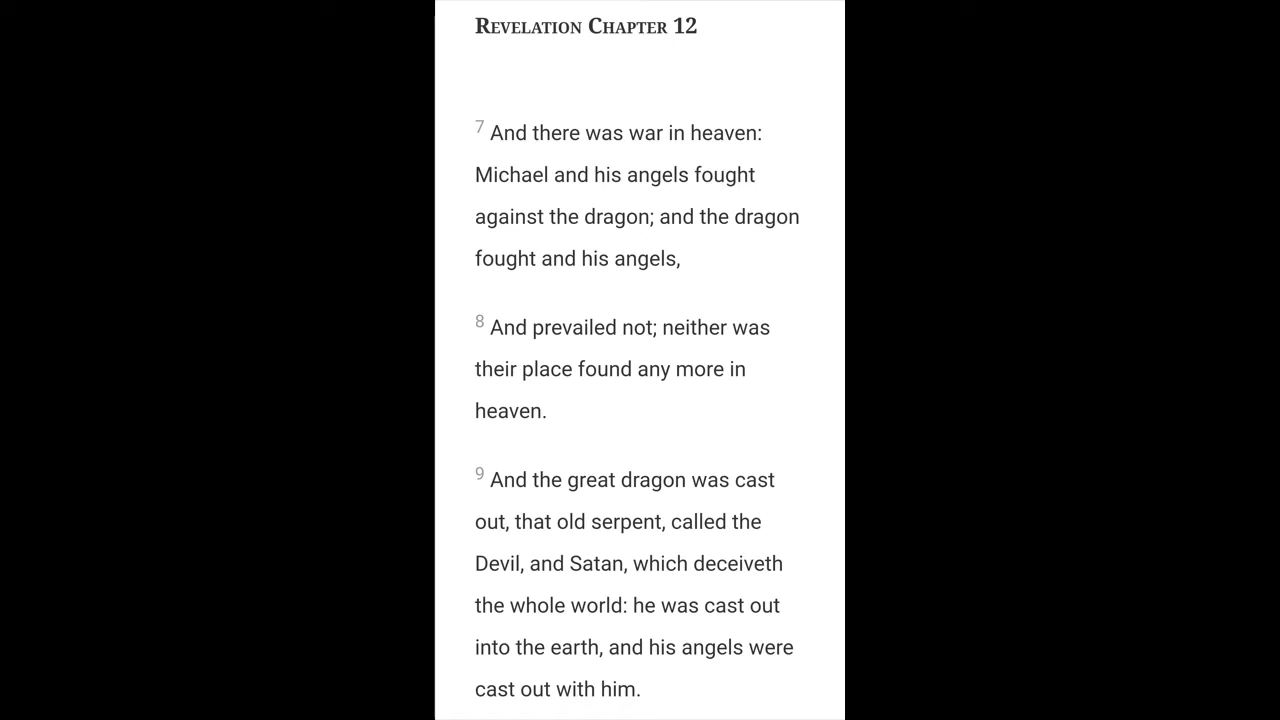 Revelation Chapter 12
7 And there was war in heaven:
Michael and his angels fought
against the dragon; and the dragon
fought and his angels,
8 And prevailed not; neither was
their place found any more in
heaven.
9 And the great dragon was cast
out, that old serpent, called the
Devil, and Satan, which deceiveth
the whole world: he was cast out
into the earth, and his angels were
cast out with him.